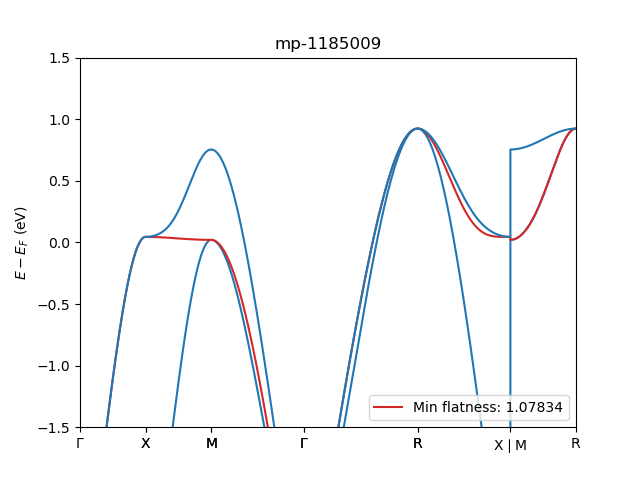 mp-1185009
1.5
1.0
0.5
0.0
−0.5
−1.0
−1.5
E − E_F (eV)
Γ X M Γ R X | M R
Min flatness: 1.07834